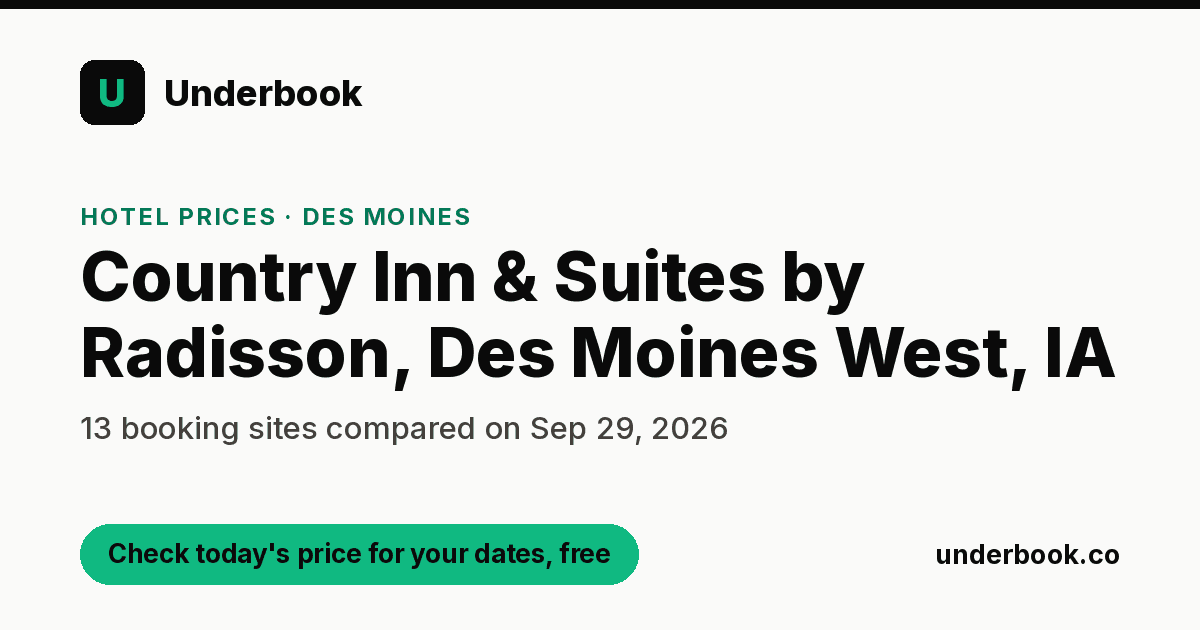 U Underbook
HOTEL PRICES · DES MOINES
Country Inn & Suites by
Radisson, Des Moines West, IA
13 booking sites compared on Sep 29, 2026
Check today's price for your dates, free
underbook.co